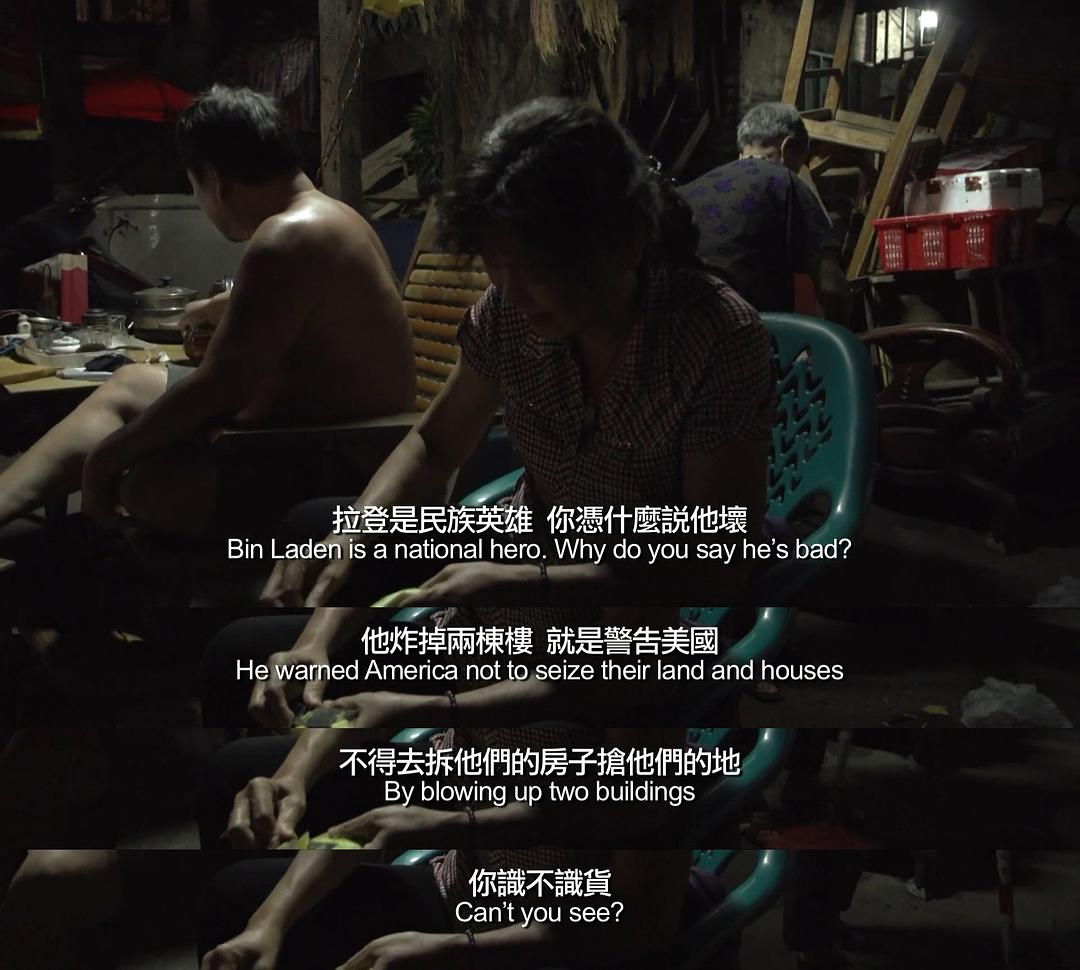 拉登是民族英雄 你憑什麼説他壞
Bin Laden is a national hero. Why do you say he's bad?
他炸掉兩棟樓 就是警告美國
He warned America not to seize their land and houses
不得去拆他們的房子搶他們的地
By blowing up two buildings
你識不識貨
Can't you see?